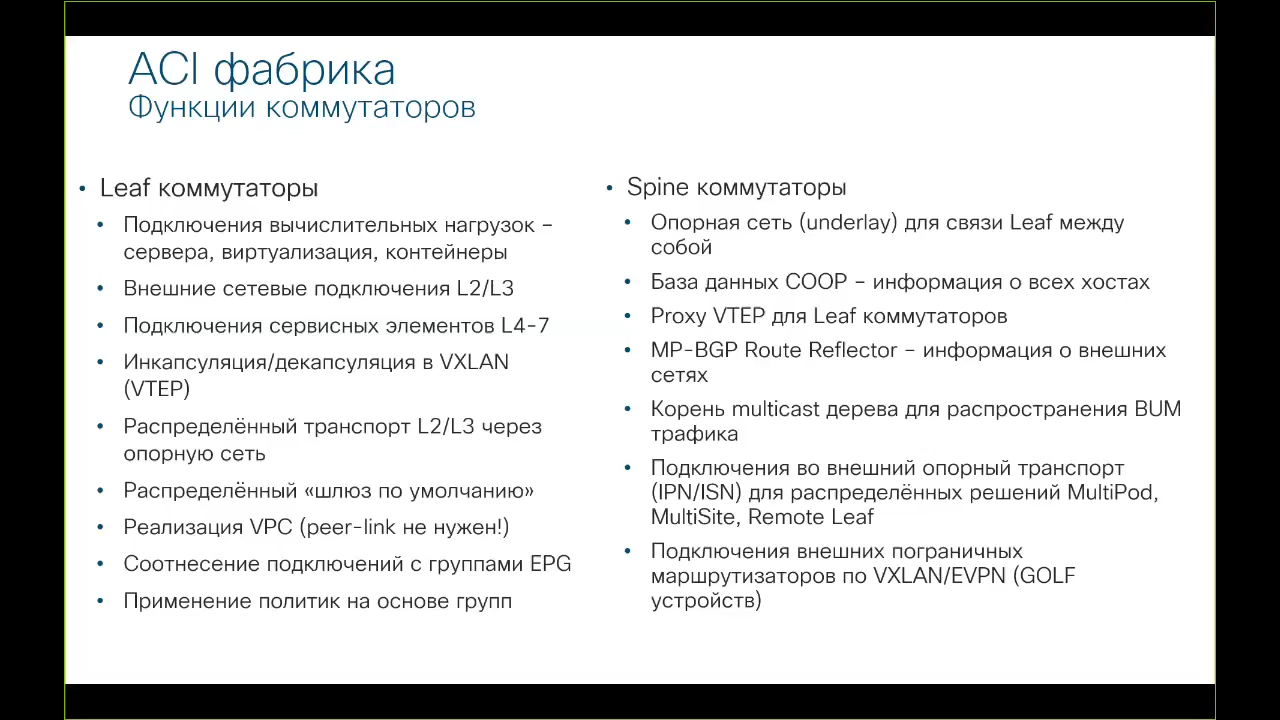 ACI фабрика
Функции коммутаторов
• Leaf коммутаторы
• Подключения вычислительных нагрузок –
сервера, виртуализация, контейнеры
• Внешние сетевые подключения L2/L3
• Подключения сервисных элементов L4-7
• Инкапсуляция/декапсуляция в VXLAN
(VTEP)
• Распределённый транспорт L2/L3 через
опорную сеть
• Распределённый «шлюз по умолчанию»
• Реализация VPC (peer-link не нужен!)
• Соотнесение подключений с группами EPG
• Применение политик на основе групп
• Spine коммутаторы
• Опорная сеть (underlay) для связи Leaf между
собой
• База данных COOP – информация о всех хостах
• Proxy VTEP для Leaf коммутаторов
• MP-BGP Route Reflector – информация о внешних
сетях
• Корень multicast дерева для распространения BUM
трафика
• Подключения во внешний опорный транспорт
(IPN/ISN) для распределённых решений MultiPod,
MultiSite, Remote Leaf
• Подключения внешних пограничных
маршрутизаторов по VXLAN/EVPN (GOLF
устройств)